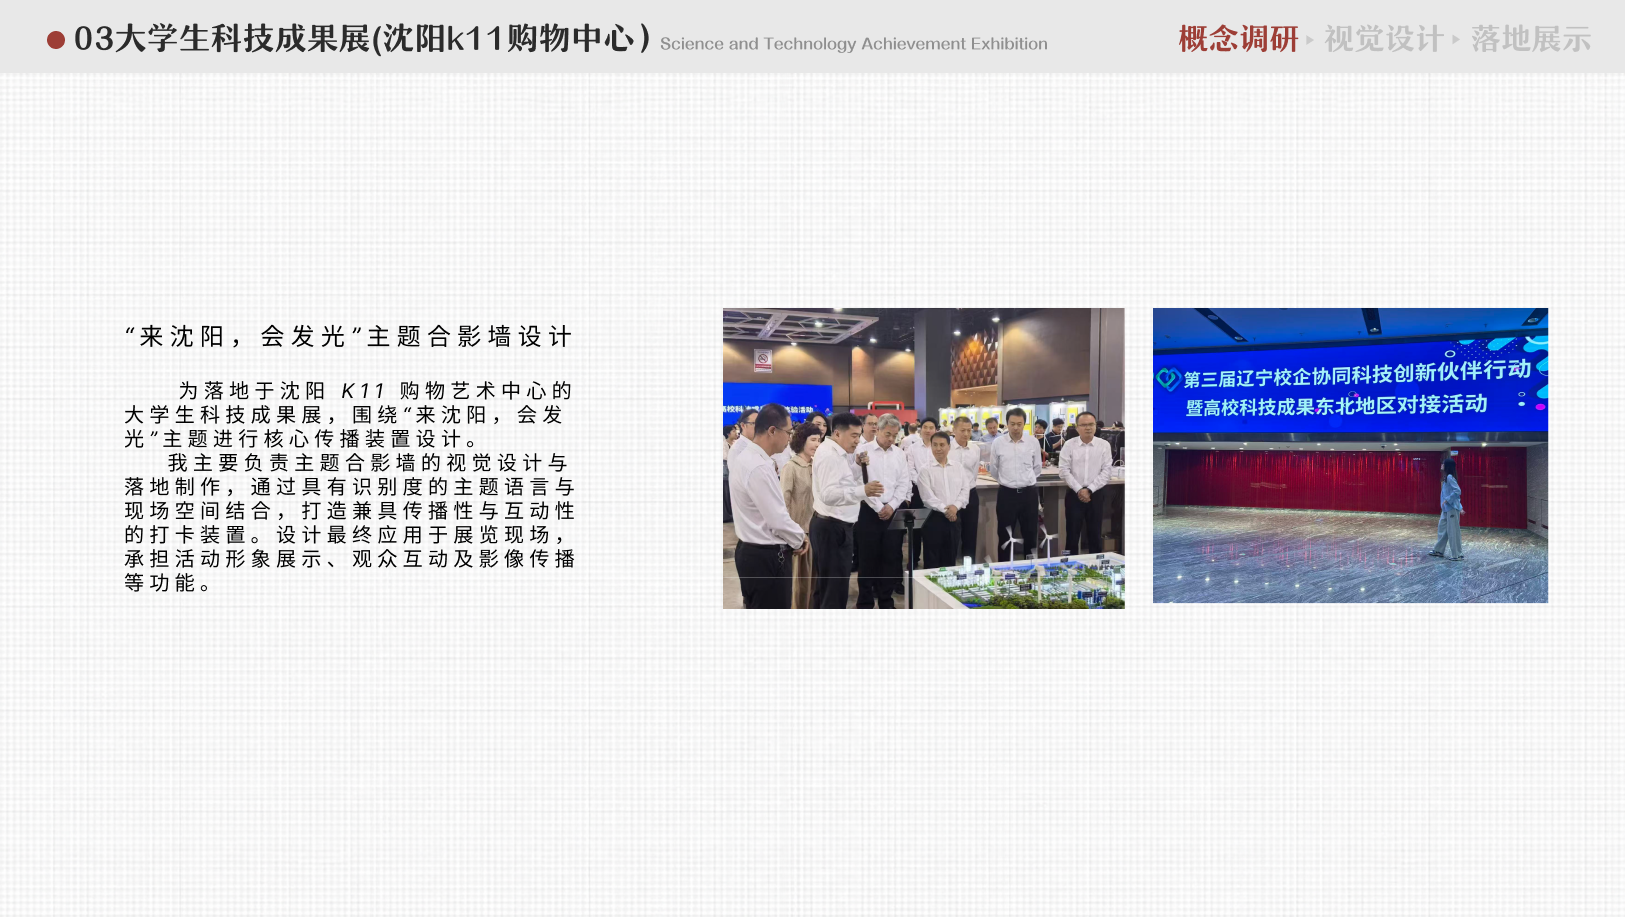 03大学生科技成果展(沈阳k11购物中心) Science and Technology Achievement Exhibition
概念调研 ▸ 视觉设计 ▸ 落地展示
“来沈阳，会发光”主题合影墙设计
为落地于沈阳 K11 购物艺术中心的
大学生科技成果展，围绕“来沈阳，会发
光”主题进行核心传播装置设计。
我主要负责主题合影墙的视觉设计与
落地制作，通过具有识别度的主题语言与
现场空间结合，打造兼具传播性与互动性
的打卡装置。设计最终应用于展览现场，
承担活动形象展示、观众互动及影像传播
等功能。
第三届辽宁校企协同科技创新伙伴行动
暨高校科技成果东北地区对接活动